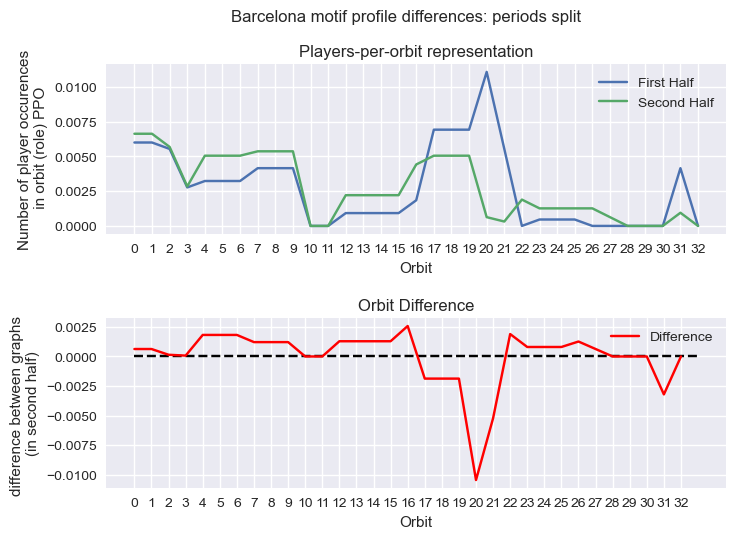 Barcelona motif profile differences: periods split
Players-per-orbit representation
Number of player occurences
in orbit (role) PPO
0.0100
0.0075
0.0050
0.0025
0.0000
First Half
Second Half
0 1 2 3 4 5 6 7 8 9 10 11 12 13 14 15 16 17 18 19 20 21 22 23 24 25 26 27 28 29 30 31 32
Orbit
Orbit Difference
difference between graphs
(in second half)
0.0025
0.0000
−0.0025
−0.0050
−0.0075
−0.0100
Difference
0 1 2 3 4 5 6 7 8 9 10 11 12 13 14 15 16 17 18 19 20 21 22 23 24 25 26 27 28 29 30 31 32
Orbit